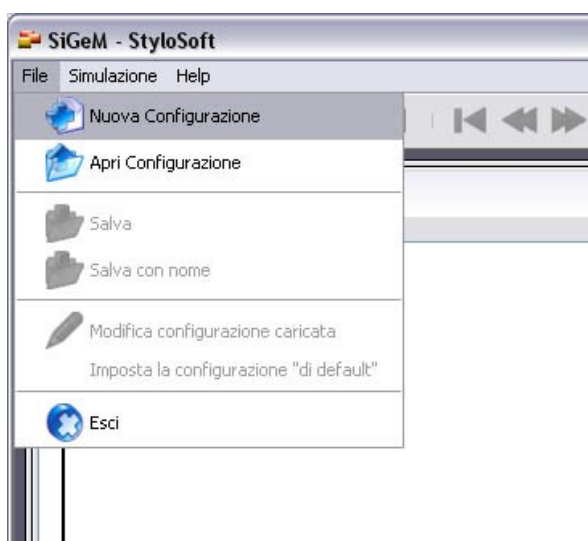 SiGeM - StyloSoft
File Simulazione Help
Nuova Configurazione
Apri Configurazione
Salva
Salva con nome
Modifica configurazione caricata
Imposta la configurazione "di default"
Esci